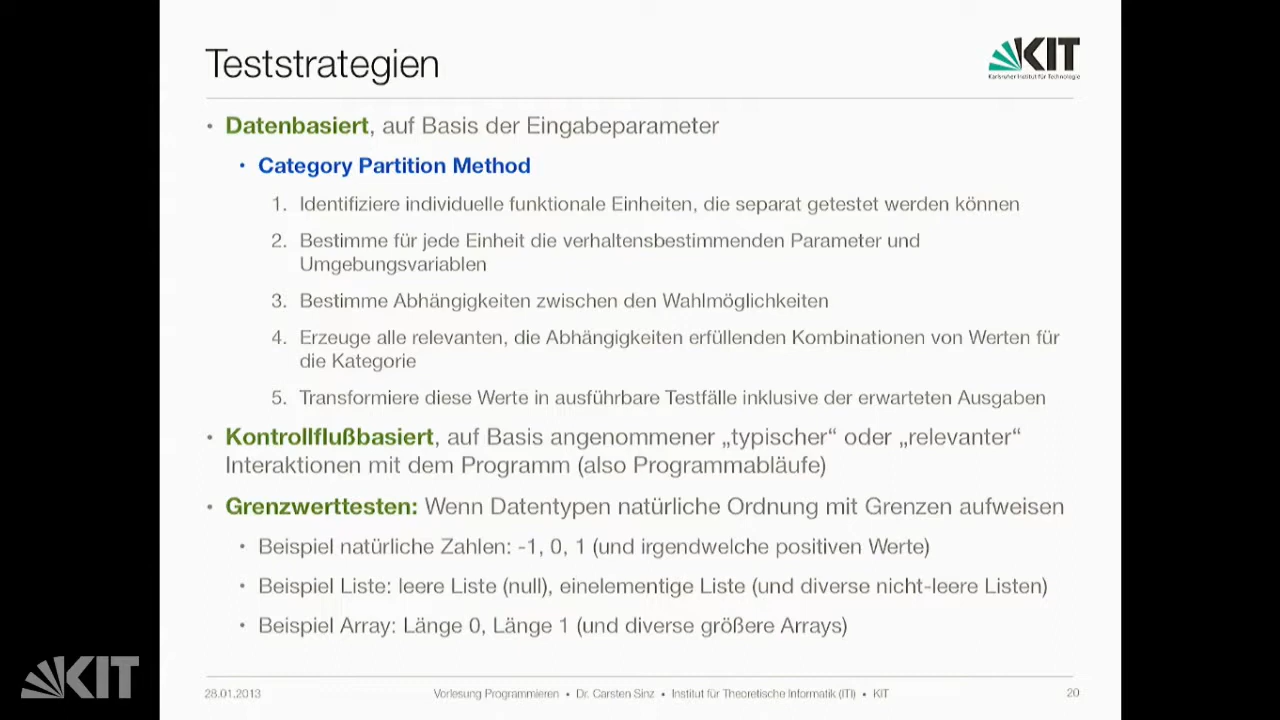 Teststrategien
KIT
Karlsruher Institut für Technologie
• Datenbasiert, auf Basis der Eingabeparameter
• Category Partition Method
1. Identifiziere individuelle funktionale Einheiten, die separat getestet werden können
2. Bestimme für jede Einheit die verhaltensbestimmenden Parameter und
Umgebungsvariablen
3. Bestimme Abhängigkeiten zwischen den Wahlmöglichkeiten
4. Erzeuge alle relevanten, die Abhängigkeiten erfüllenden Kombinationen von Werten für
die Kategorie
5. Transformiere diese Werte in ausführbare Testfälle inklusive der erwarteten Ausgaben
• Kontrollflußbasiert, auf Basis angenommener „typischer“ oder „relevanter“
Interaktionen mit dem Programm (also Programmabläufe)
• Grenzwerttesten: Wenn Datentypen natürliche Ordnung mit Grenzen aufweisen
• Beispiel natürliche Zahlen: -1, 0, 1 (und irgendwelche positiven Werte)
• Beispiel Liste: leere Liste (null), einelementige Liste (und diverse nicht-leere Listen)
• Beispiel Array: Länge 0, Länge 1 (und diverse größere Arrays)
KIT
28.01.2013
Vorlesung Programmieren • Dr. Carsten Sinz • Institut für Theoretische Informatik (ITI) • KIT
20